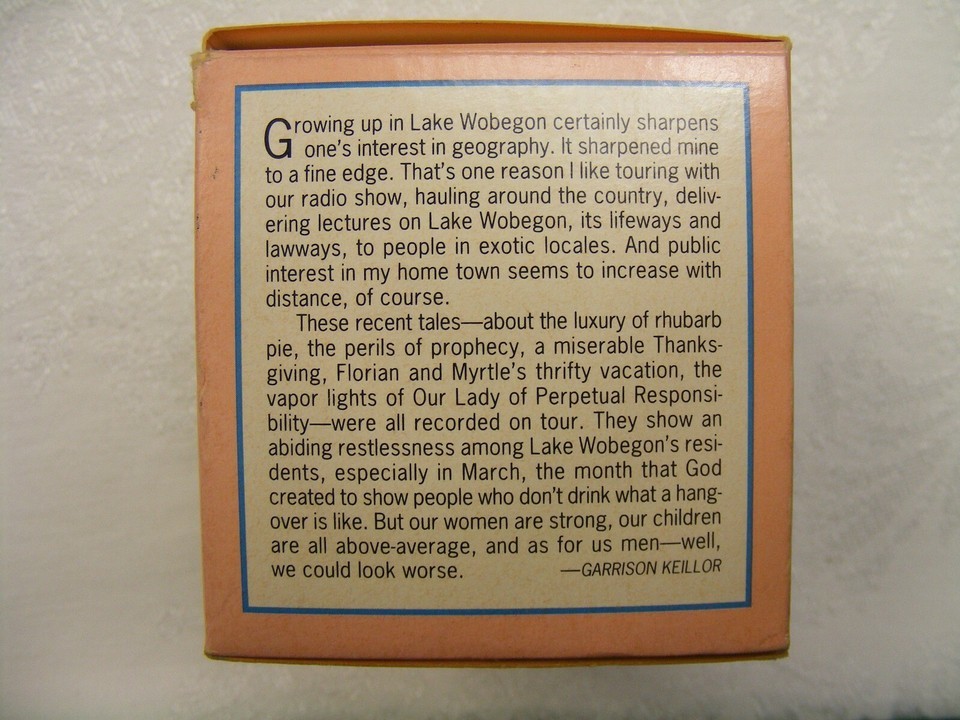 Growing up in Lake Wobegon certainly sharpens
one's interest in geography. It sharpened mine
to a fine edge. That's one reason I like touring with
our radio show, hauling around the country, deliv-
ering lectures on Lake Wobegon, its lifeways and
lawways, to people in exotic locales. And public
interest in my home town seems to increase with
distance, of course.
These recent tales—about the luxury of rhubarb
pie, the perils of prophecy, a miserable Thanks-
giving, Florian and Myrtle's thrifty vacation, the
vapor lights of Our Lady of Perpetual Responsi-
bility—were all recorded on tour. They show an
abiding restlessness among Lake Wobegon's resi-
dents, especially in March, the month that God
created to show people who don't drink what a hang-
over is like. But our women are strong, our children
are all above-average, and as for us men—well,
we could look worse. —GARRISON KEILLOR